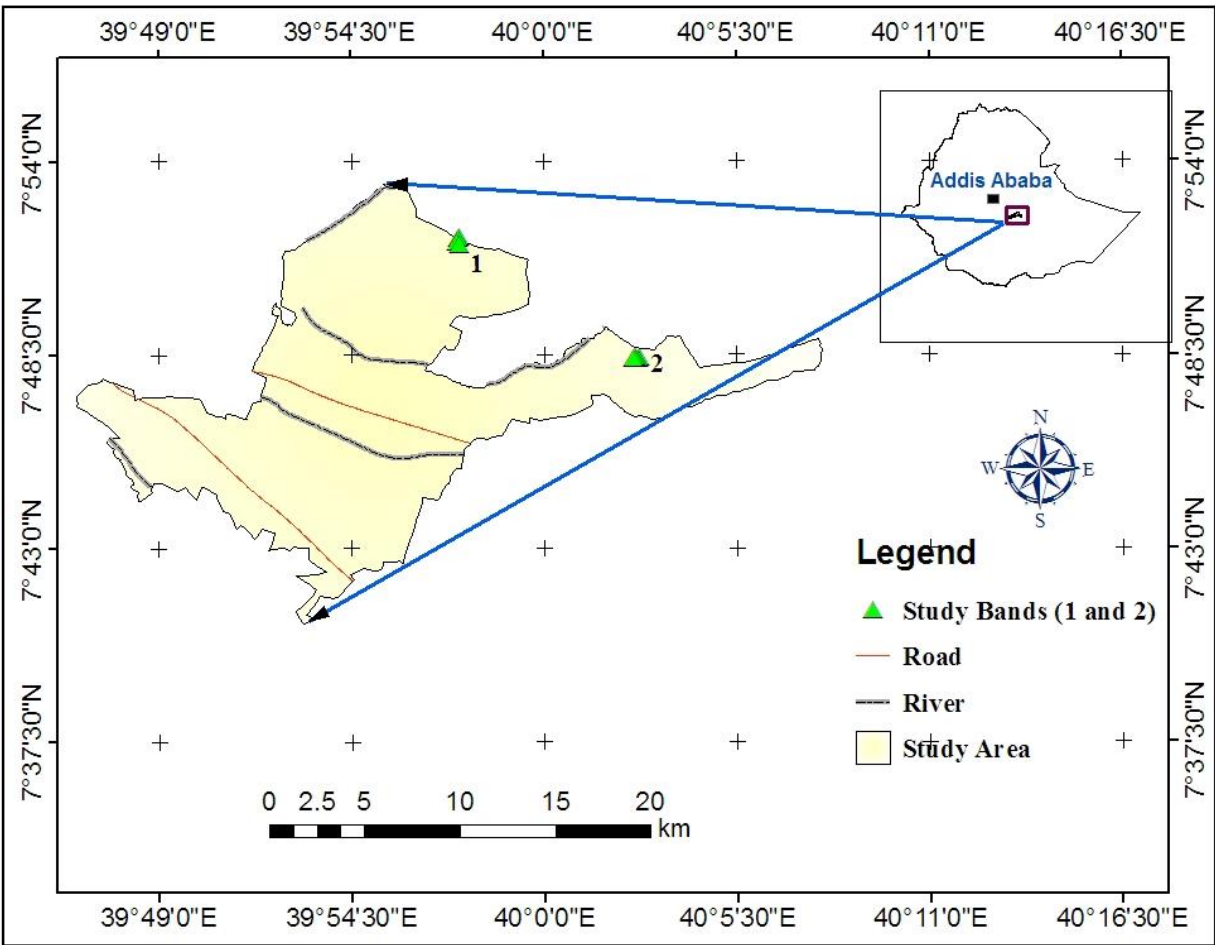 39°49'0"E 39°54'30"E 40°0'0"E 40°5'30"E 40°11'0"E 40°16'30"E
7°54'0"N
7°54'0"N
Addis Ababa
1
7°48'30"N
7°48'30"N
2
N
W E
S
7°43'0"N
7°43'0"N
Legend
Study Bands (1 and 2)
Road
River
Study Area
7°37'30"N
7°37'30"N
0 2.5 5 10 15 20
km
39°49'0"E 39°54'30"E 40°0'0"E 40°5'30"E 40°11'0"E 40°16'30"E